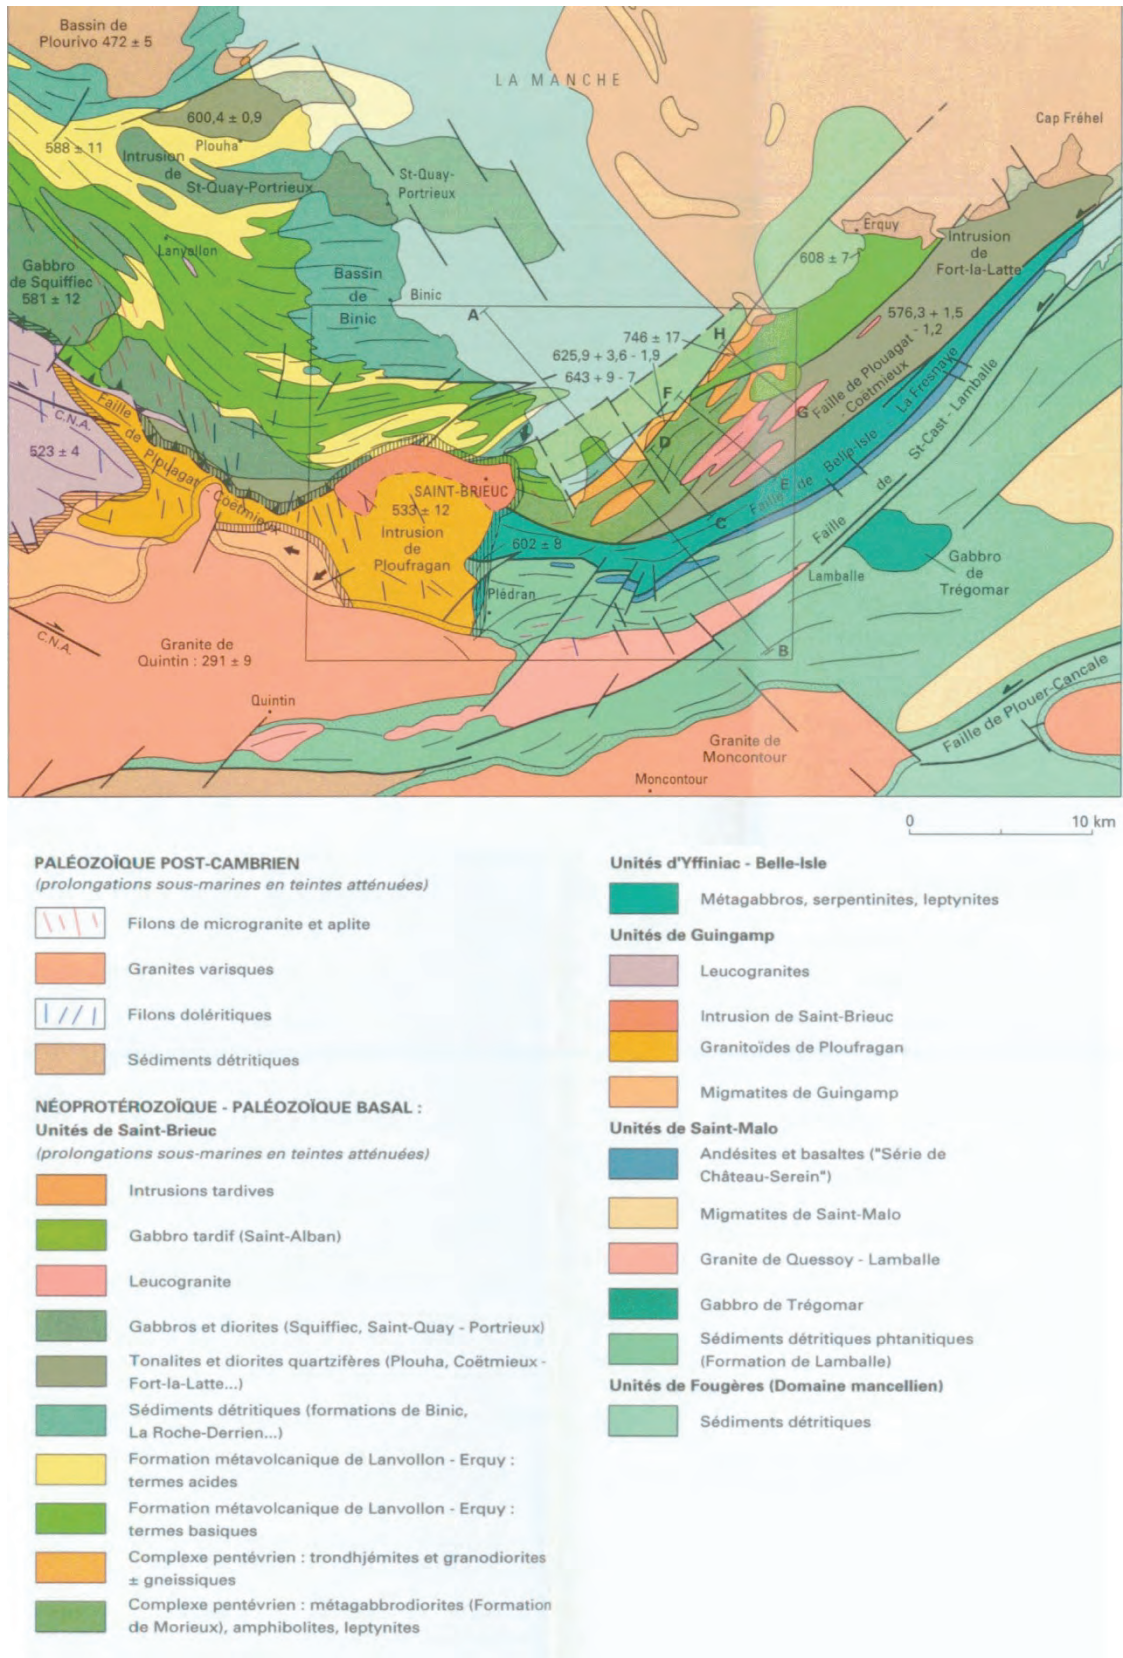 Bassin de
Plourivo 472 ± 5
LA MANCHE
Cap Fréhel
600,4 ± 0,9
Plouha
588 ± 11
Intrusion
de
St-Quay-Portrieux
St-Quay-
Portrieux
Erquy
Intrusion
de
Fort-la-Latte
Lanvollon
608 ± 7
Gabbro
de Squiffiec
581 ± 12
Bassin
de
Binic
Binic
A
H
746 ± 17
625,9 + 3,6 - 1,9
643 + 9 - 7
576,3 + 1,5
- 1,2
F
G
Faille de Plouagat
- Coëtmieux
La Fresnaye
Faille de Belle-Isle
Faille de St-Cast - Lamballe
C.N.A.
Faille de Plouagat - Coëtmieux
523 ± 4
D
E
C
SAINT-BRIEUC
533 ± 12
Intrusion
de
Ploufragan
602 ± 8
Plédran
Lamballe
Gabbro
de
Trégomar
B
C.N.A.
Granite de
Quintin : 291 ± 9
Quintin
Faille de Plouer-Cancale
Granite de
Moncontour
Moncontour
0 10 km
PALÉOZOÏQUE POST-CAMBRIEN
(prolongations sous-marines en teintes atténuées)
Filons de microgranite et aplite
Granites varisques
Filons doléritiques
Sédiments détritiques
NÉOPROTÉROZOÏQUE - PALÉOZOÏQUE BASAL :
Unités de Saint-Brieuc
(prolongations sous-marines en teintes atténuées)
Intrusions tardives
Gabbro tardif (Saint-Alban)
Leucogranite
Gabbros et diorites (Squiffiec, Saint-Quay - Portrieux)
Tonalites et diorites quartzifères (Plouha, Coëtmieux -
Fort-la-Latte...)
Sédiments détritiques (formations de Binic,
La Roche-Derrien...)
Formation métavolcanique de Lanvollon - Erquy :
termes acides
Formation métavolcanique de Lanvollon - Erquy :
termes basiques
Complexe pentévrien : trondhjémites et granodiorites
± gneissiques
Complexe pentévrien : métagabbrodiorites (Formation
de Morieux), amphibolites, leptynites
Unités d'Yffiniac - Belle-Isle
Métagabbros, serpentinites, leptynites
Unités de Guingamp
Leucogranites
Intrusion de Saint-Brieuc
Granitoïdes de Ploufragan
Migmatites de Guingamp
Unités de Saint-Malo
Andésites et basaltes ("Série de
Château-Serein")
Migmatites de Saint-Malo
Granite de Quessoy - Lamballe
Gabbro de Trégomar
Sédiments détritiques phtanitiques
(Formation de Lamballe)
Unités de Fougères (Domaine mancellien)
Sédiments détritiques